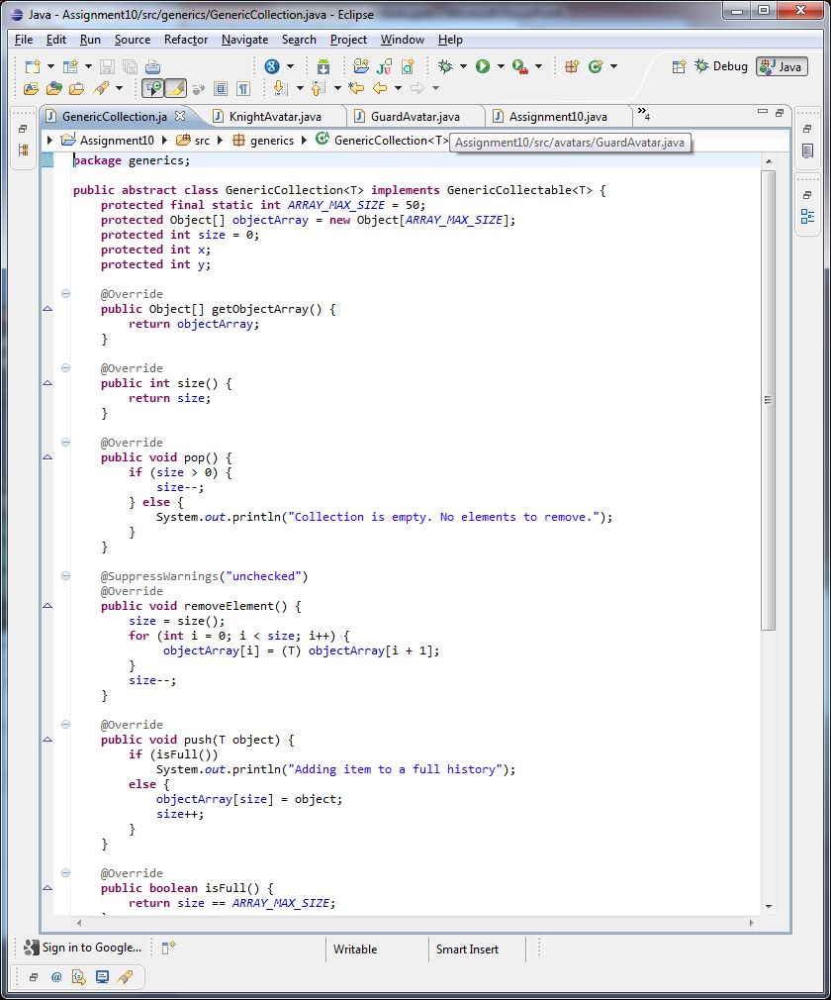 Java - Assignment10/src/generics/GenericCollection.java - Eclipse
File Edit Run Source Refactor Navigate Search Project Window Help
Debug Java
GenericCollection.ja KnightAvatar.java GuardAvatar.java Assignment10.java »4
Assignment10 src generics GenericCollection<T>
Assignment10/src/avatars/GuardAvatar.java
package generics;
public abstract class GenericCollection<T> implements GenericCollectable<T> {
protected final static int ARRAY_MAX_SIZE = 50;
protected Object[] objectArray = new Object[ARRAY_MAX_SIZE];
protected int size = 0;
protected int x;
protected int y;
@Override
public Object[] getObjectArray() {
return objectArray;
}
@Override
public int size() {
return size;
}
@Override
public void pop() {
if (size > 0) {
size--;
} else {
System.out.println("Collection is empty. No elements to remove.");
}
}
@SuppressWarnings("unchecked")
@Override
public void removeElement() {
size = size();
for (int i = 0; i < size; i++) {
objectArray[i] = (T) objectArray[i + 1];
}
size--;
}
@Override
public void push(T object) {
if (isFull())
System.out.println("Adding item to a full history");
else {
objectArray[size] = object;
size++;
}
}
@Override
public boolean isFull() {
return size == ARRAY_MAX_SIZE;
Sign in to Google... Writable Smart Insert